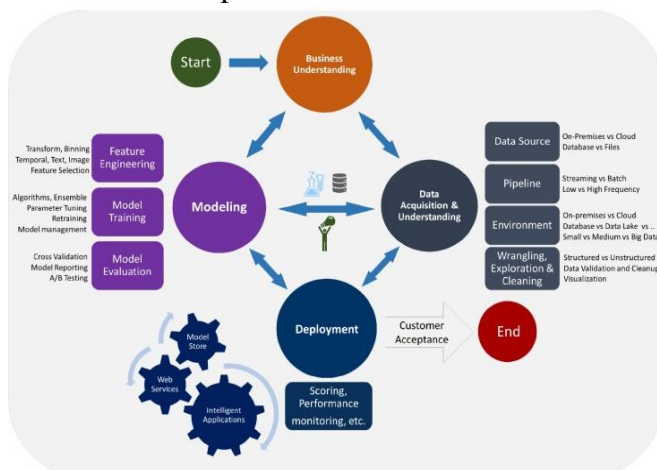 Start
Business
Understanding
Transform, Binning
Temporal, Text, Image
Feature Selection
Feature
Engineering
Algorithms, Ensemble
Parameter Tuning
Retraining
Model management
Model
Training
Cross Validation
Model Reporting
A/B Testing
Model
Evaluation
Modeling
Data
Acquisition &
Understanding
Data Source
On-Premises vs Cloud
Database vs Files
Pipeline
Streaming vs Batch
Low vs High Frequency
Environment
On-premises vs Cloud
Database vs Data Lake vs ..
Small vs Medium vs Big Data
Wrangling,
Exploration &
Cleaning
Structured vs Unstructured
Data Validation and Cleanup
Visualization
Deployment
Customer
Acceptance
End
Model
Store
Web
Services
Intelligent
Applications
Scoring,
Performance
monitoring, etc.